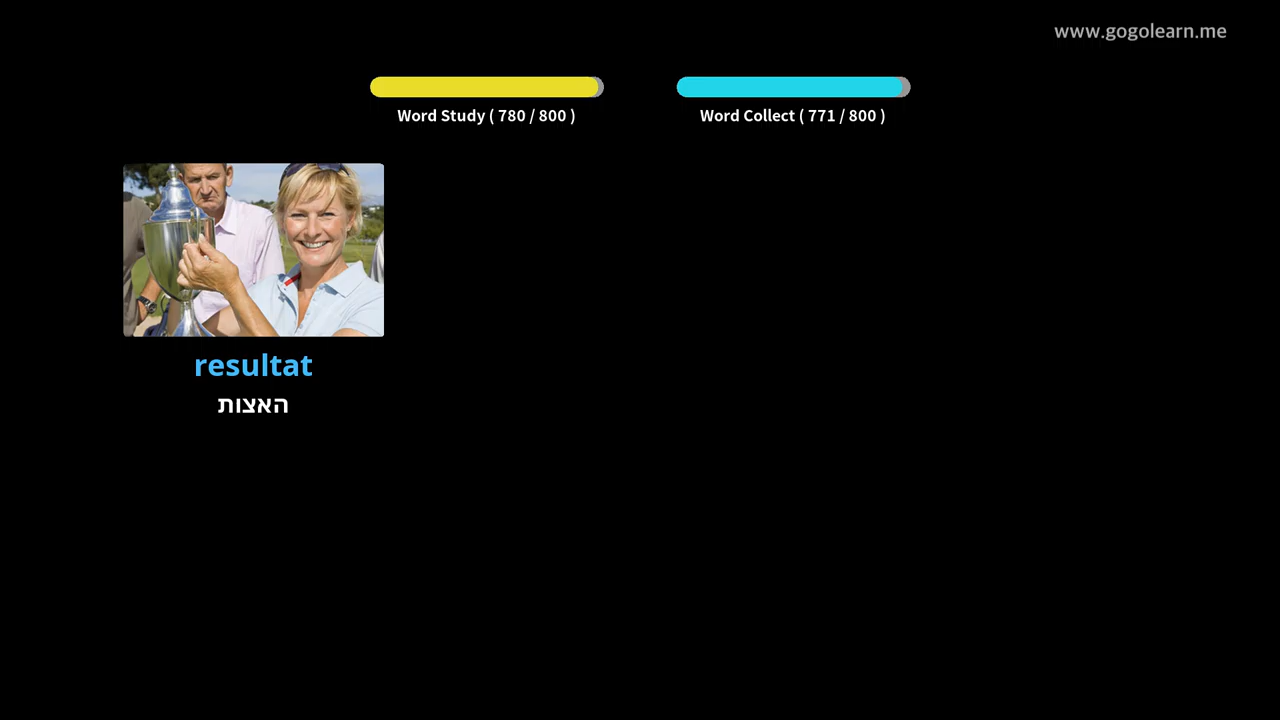 www.gogolearn.me
Word Study ( 780 / 800 )
Word Collect ( 771 / 800 )
resultat
האצות